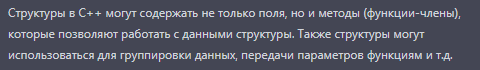 Структуры в C++ могут содержать не только поля, но и методы (функции-члены),
которые позволяют работать с данными структуры. Также структуры могут
использоваться для группировки данных, передачи параметров функциям и т.д.